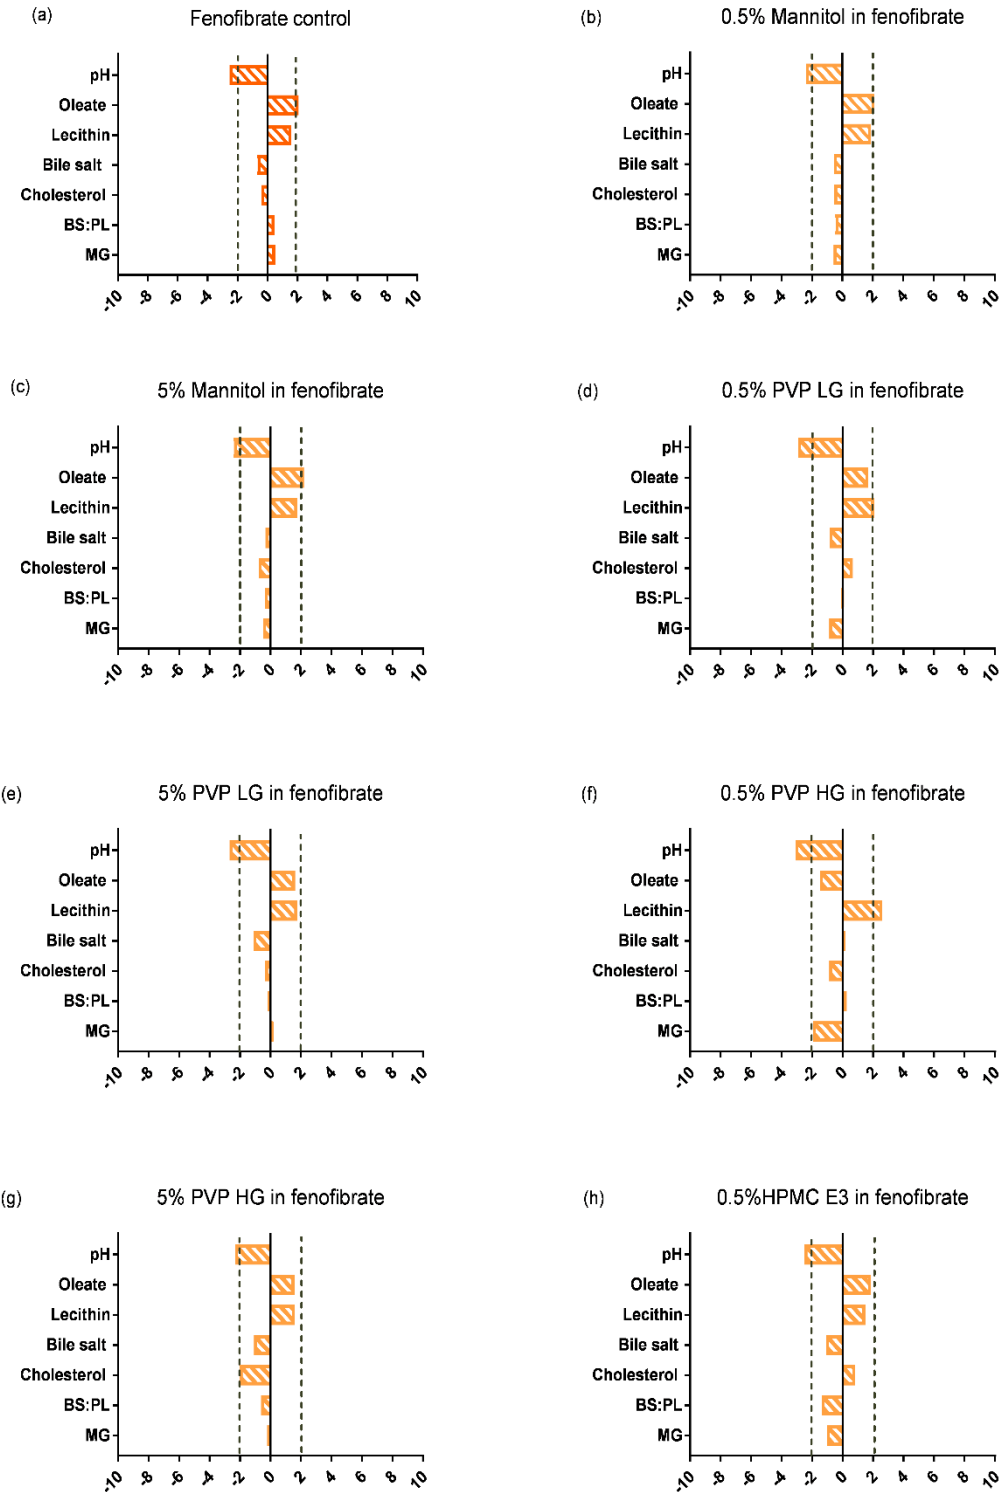 (a) Fenofibrate control
pH
Oleate
Lecithin
Bile salt
Cholesterol
BS:PL
MG
-10 -8 -6 -4 -2 0 2 4 6 8 10
(b) 0.5% Mannitol in fenofibrate
pH
Oleate
Lecithin
Bile salt
Cholesterol
BS:PL
MG
-10 -8 -6 -4 -2 0 2 4 6 8 10
(c) 5% Mannitol in fenofibrate
pH
Oleate
Lecithin
Bile salt
Cholesterol
BS:PL
MG
-10 -8 -6 -4 -2 0 2 4 6 8 10
(d) 0.5% PVP LG in fenofibrate
pH
Oleate
Lecithin
Bile salt
Cholesterol
BS:PL
MG
-10 -8 -6 -4 -2 0 2 4 6 8 10
(e) 5% PVP LG in fenofibrate
pH
Oleate
Lecithin
Bile salt
Cholesterol
BS:PL
MG
-10 -8 -6 -4 -2 0 2 4 6 8 10
(f) 0.5% PVP HG in fenofibrate
pH
Oleate
Lecithin
Bile salt
Cholesterol
BS:PL
MG
-10 -8 -6 -4 -2 0 2 4 6 8 10
(g) 5% PVP HG in fenofibrate
pH
Oleate
Lecithin
Bile salt
Cholesterol
BS:PL
MG
-10 -8 -6 -4 -2 0 2 4 6 8 10
(h) 0.5%HPMC E3 in fenofibrate
pH
Oleate
Lecithin
Bile salt
Cholesterol
BS:PL
MG
-10 -8 -6 -4 -2 0 2 4 6 8 10